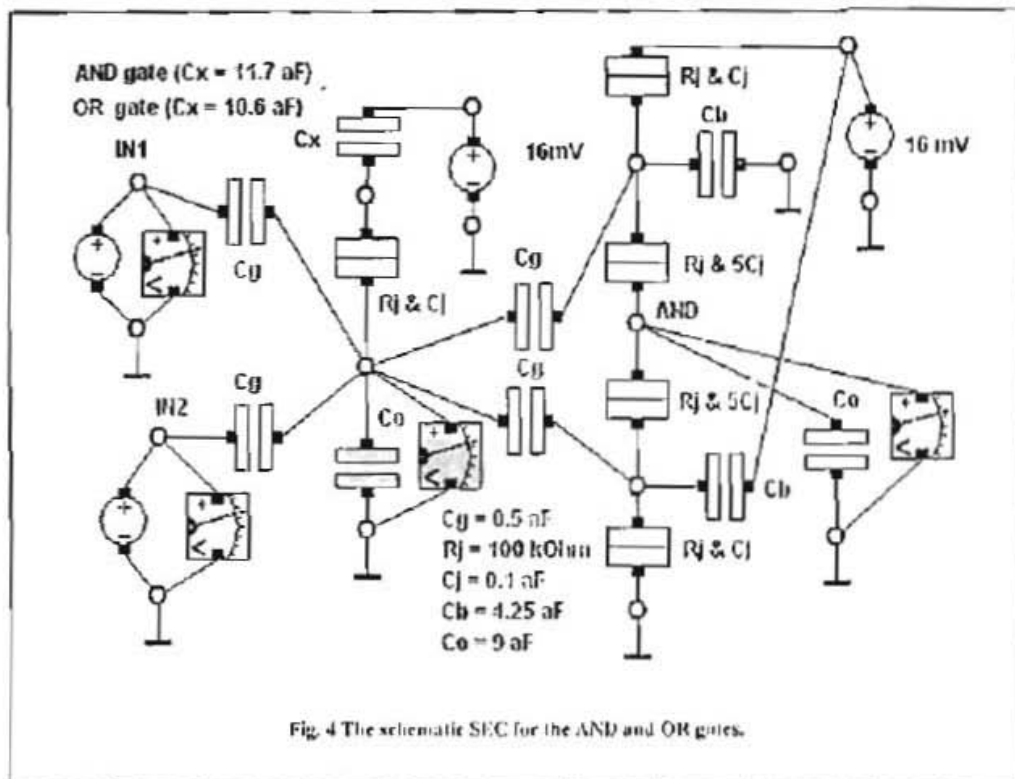 AND gate (Cx = 11.7 aF)
OR gate (Cx = 10.6 aF)
IN1
Cg
Cx
16mV
Rj & Cj
Rj & Cj
Cb
16 mV
Cg
Rj & 5Cj
AND
IN2
Cg
Co
Cg
Rj & 5Cj
Co
Cb
Rj & Cj
Cg = 0.5 aF
Rj = 100 kOhm
Cj = 0.1 aF
Cb = 4.25 aF
Co = 9 aF
Fig. 4 The schematic SEC for the AND and OR gates.